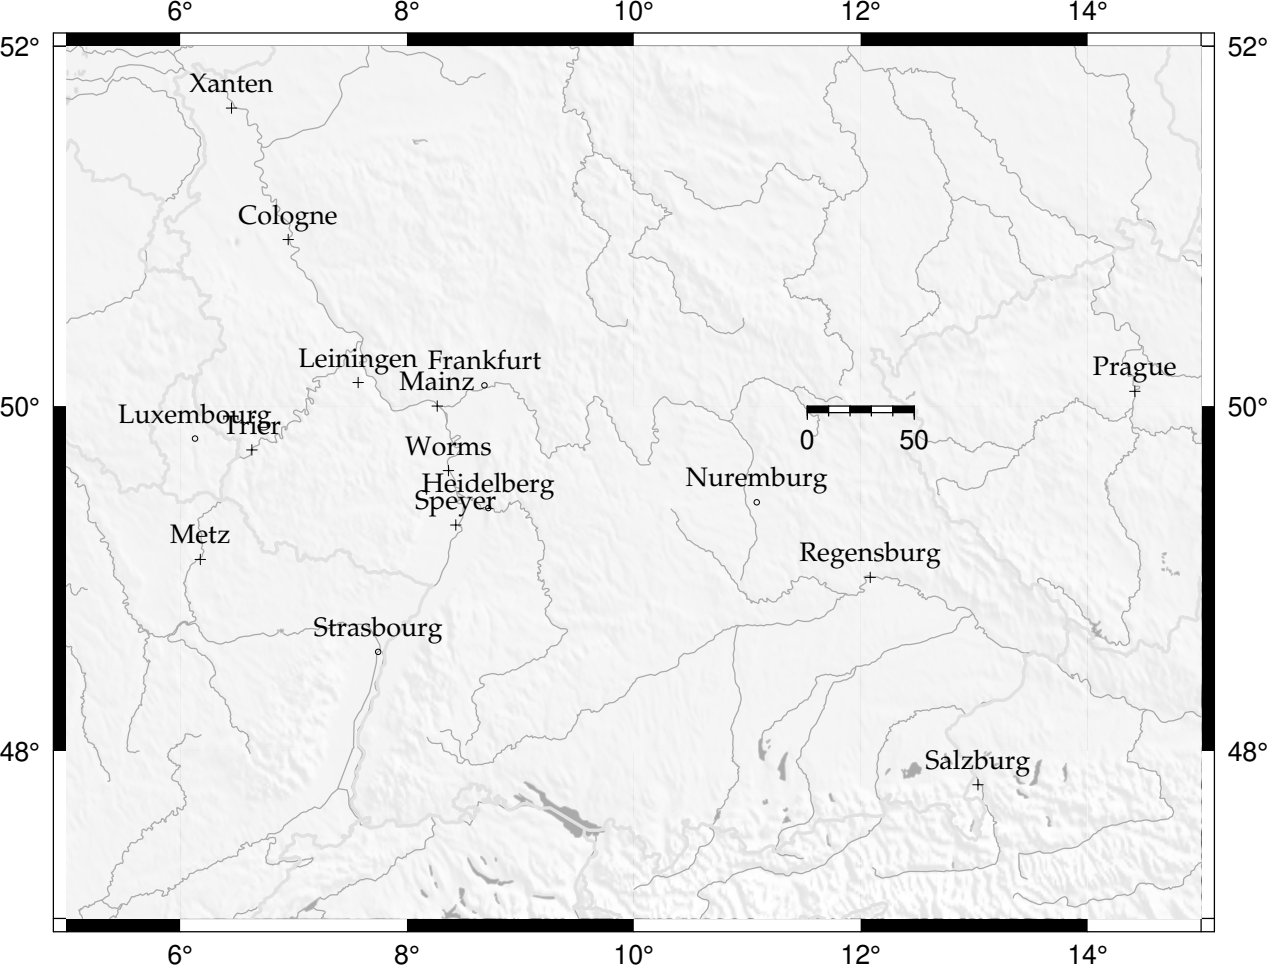 6° 8° 10° 12° 14°
52° 52°
Xanten
Cologne
Leiningen Frankfurt
Mainz
Prague
50° 50°
Luxembourg
Trier
0 50
Worms
Nuremburg
Heidelberg
Speyer
Metz
Regensburg
Strasbourg
48° 48°
Salzburg
6° 8° 10° 12° 14°